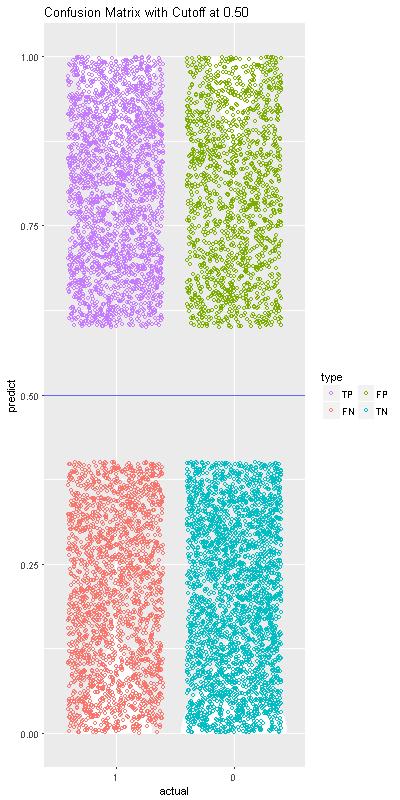 Confusion Matrix with Cutoff at 0.50
1.00
0.75
0.50
0.25
0.00
predict
1 0
actual
type
TP FP
FN TN